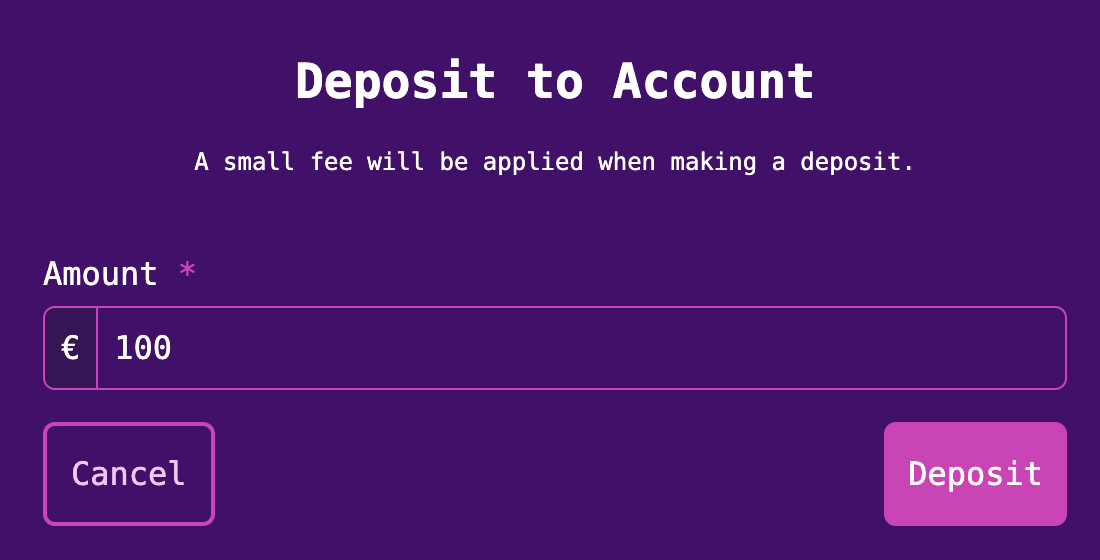 Deposit to Account
A small fee will be applied when making a deposit.
Amount *
€ 100
Cancel Deposit